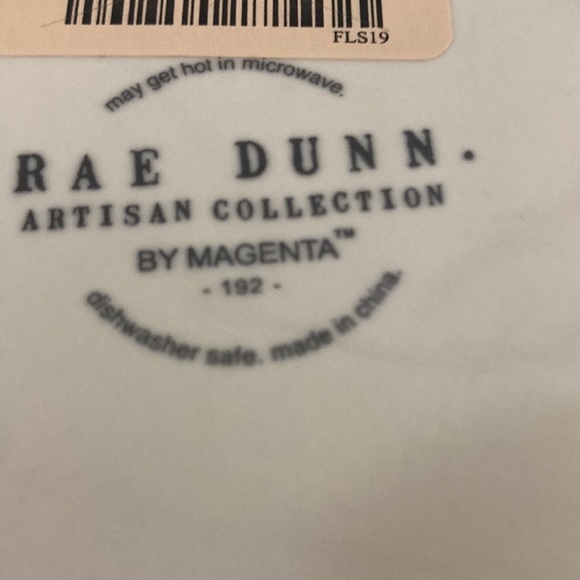 FLS19
may get hot in microwave.
RAE DUNN.
ARTISAN COLLECTION
BY MAGENTA™
- 192 -
dishwasher safe. made in china.